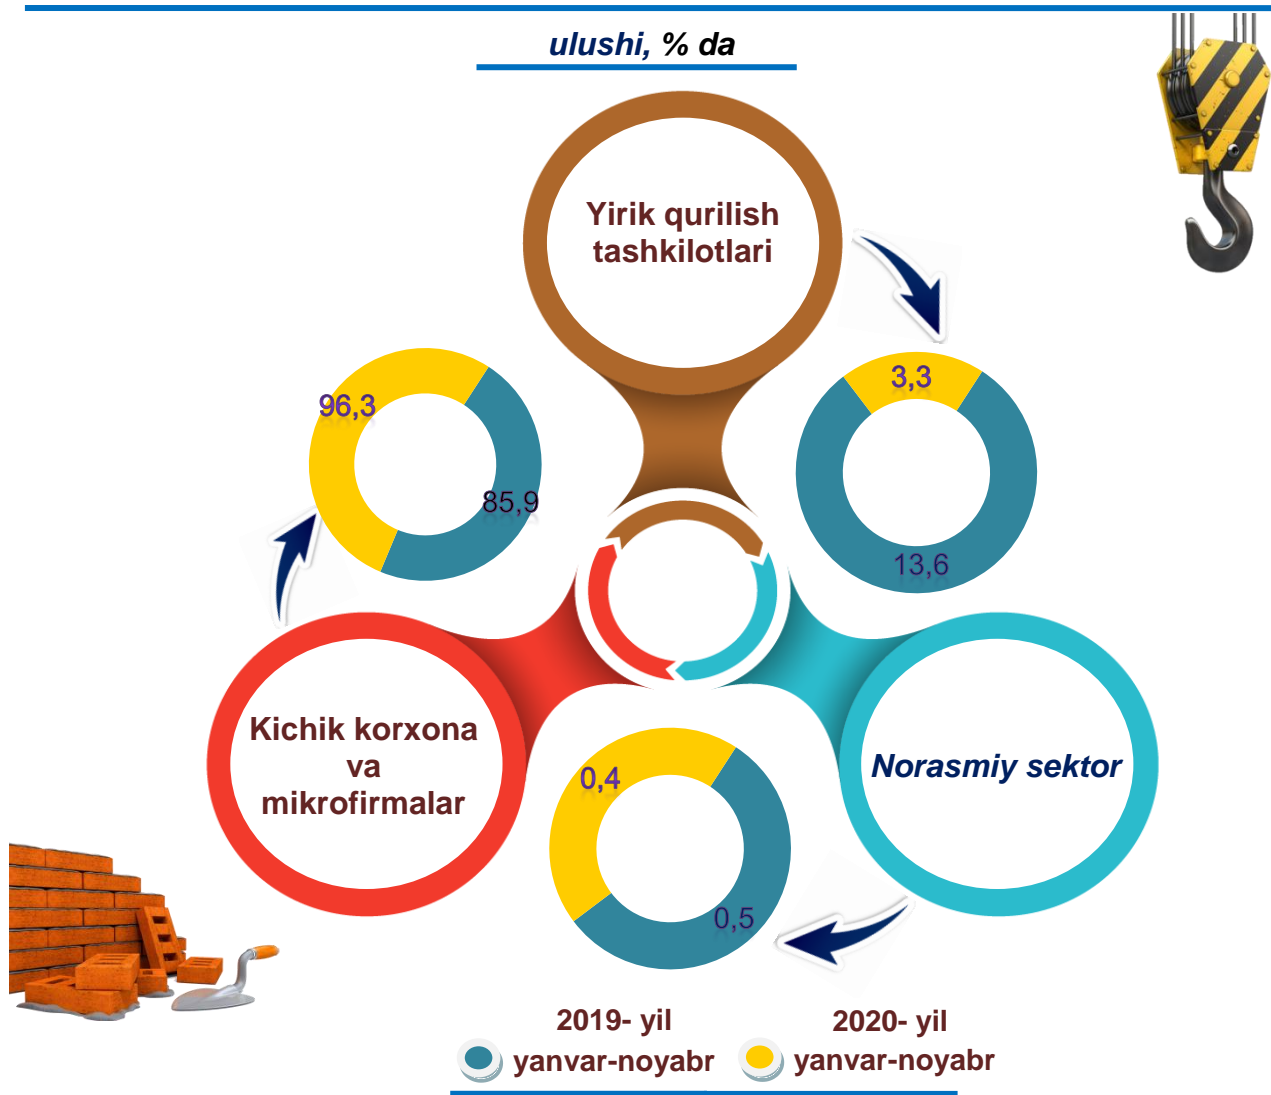 ulushi, % da
Yirik qurilish
tashkilotlari
3,3
13,6
96,3
85,9
Kichik korxona
va
mikrofirmalar
Norasmiy sektor
0,4
0,5
2019- yil
yanvar-noyabr
2020- yil
yanvar-noyabr